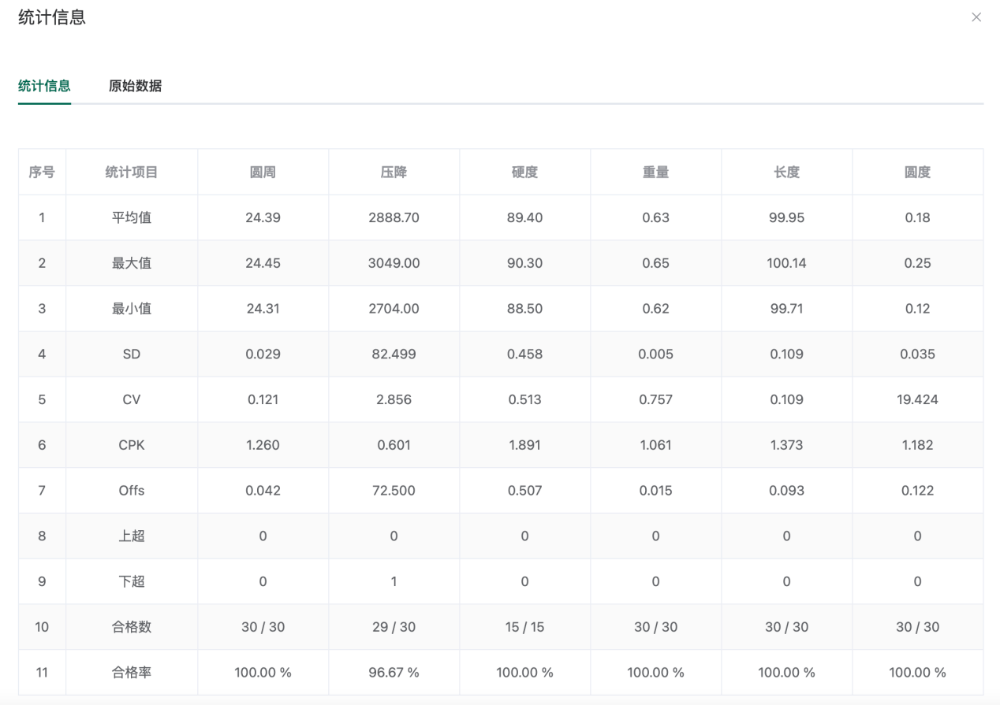 统计信息
统计信息 原始数据
序号 统计项目 圆周 压降 硬度 重量 长度 圆度
1 平均值 24.39 2888.70 89.40 0.63 99.95 0.18
2 最大值 24.45 3049.00 90.30 0.65 100.14 0.25
3 最小值 24.31 2704.00 88.50 0.62 99.71 0.12
4 SD 0.029 82.499 0.458 0.005 0.109 0.035
5 CV 0.121 2.856 0.513 0.757 0.109 19.424
6 CPK 1.260 0.601 1.891 1.061 1.373 1.182
7 Offs 0.042 72.500 0.507 0.015 0.093 0.122
8 上超 0 0 0 0 0 0
9 下超 0 1 0 0 0 0
10 合格数 30 / 30 29 / 30 15 / 15 30 / 30 30 / 30 30 / 30
11 合格率 100.00 % 96.67 % 100.00 % 100.00 % 100.00 % 100.00 %